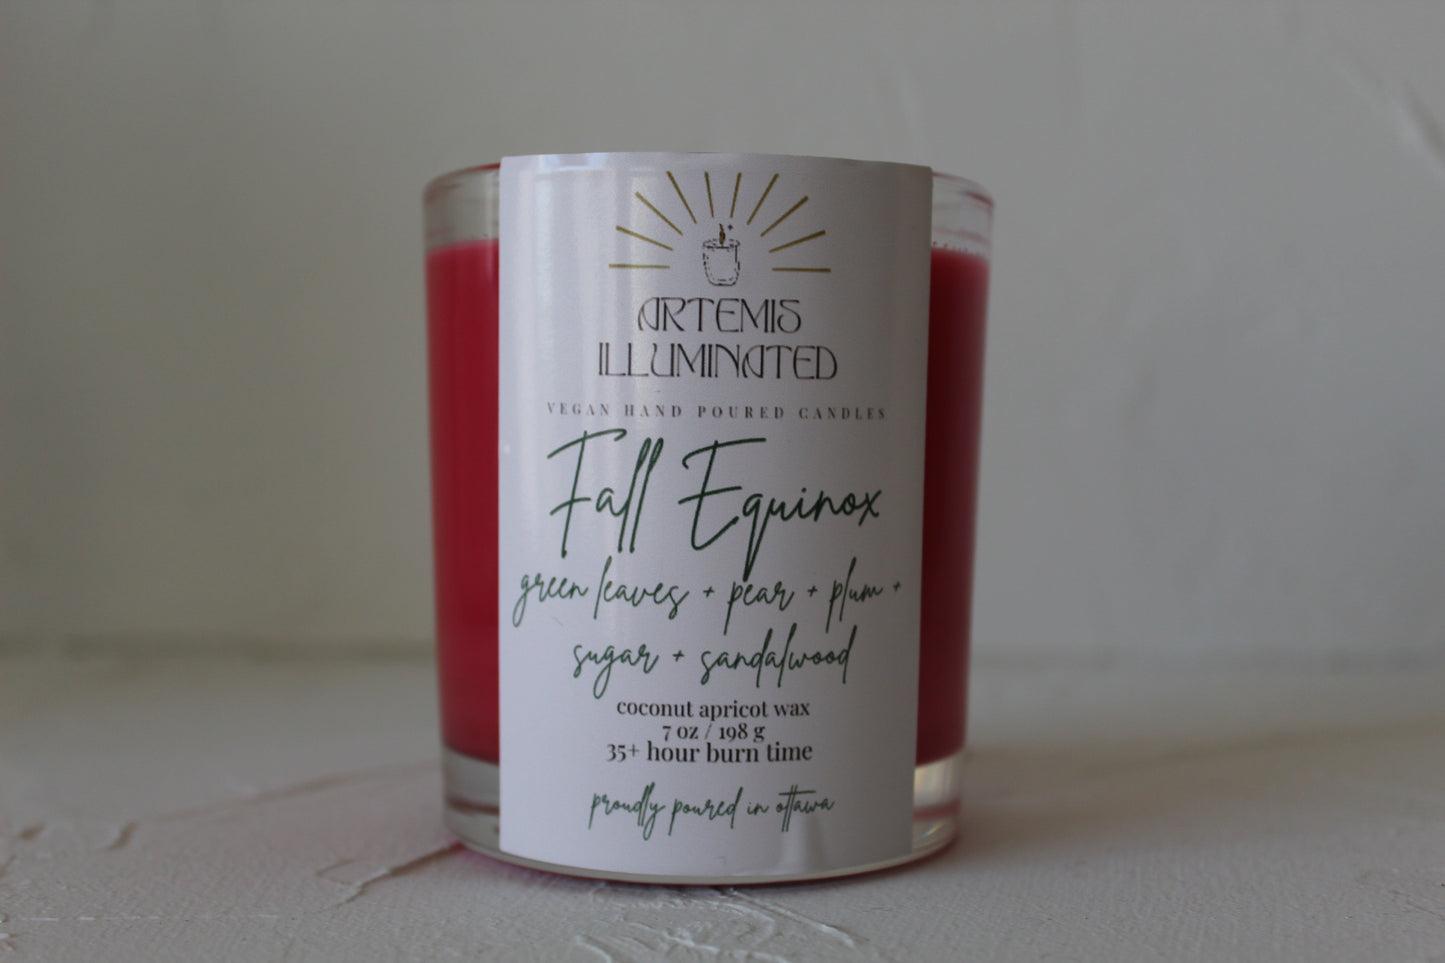 ARTEMIS
ILLUMINATED
VEGAN HAND POURED CANDLES
Fall Equinox
green leaves + pear + plum +
sugar + sandalwood
coconut apricot wax
7 oz / 198 g
35+ hour burn time
proudly poured in ottawa